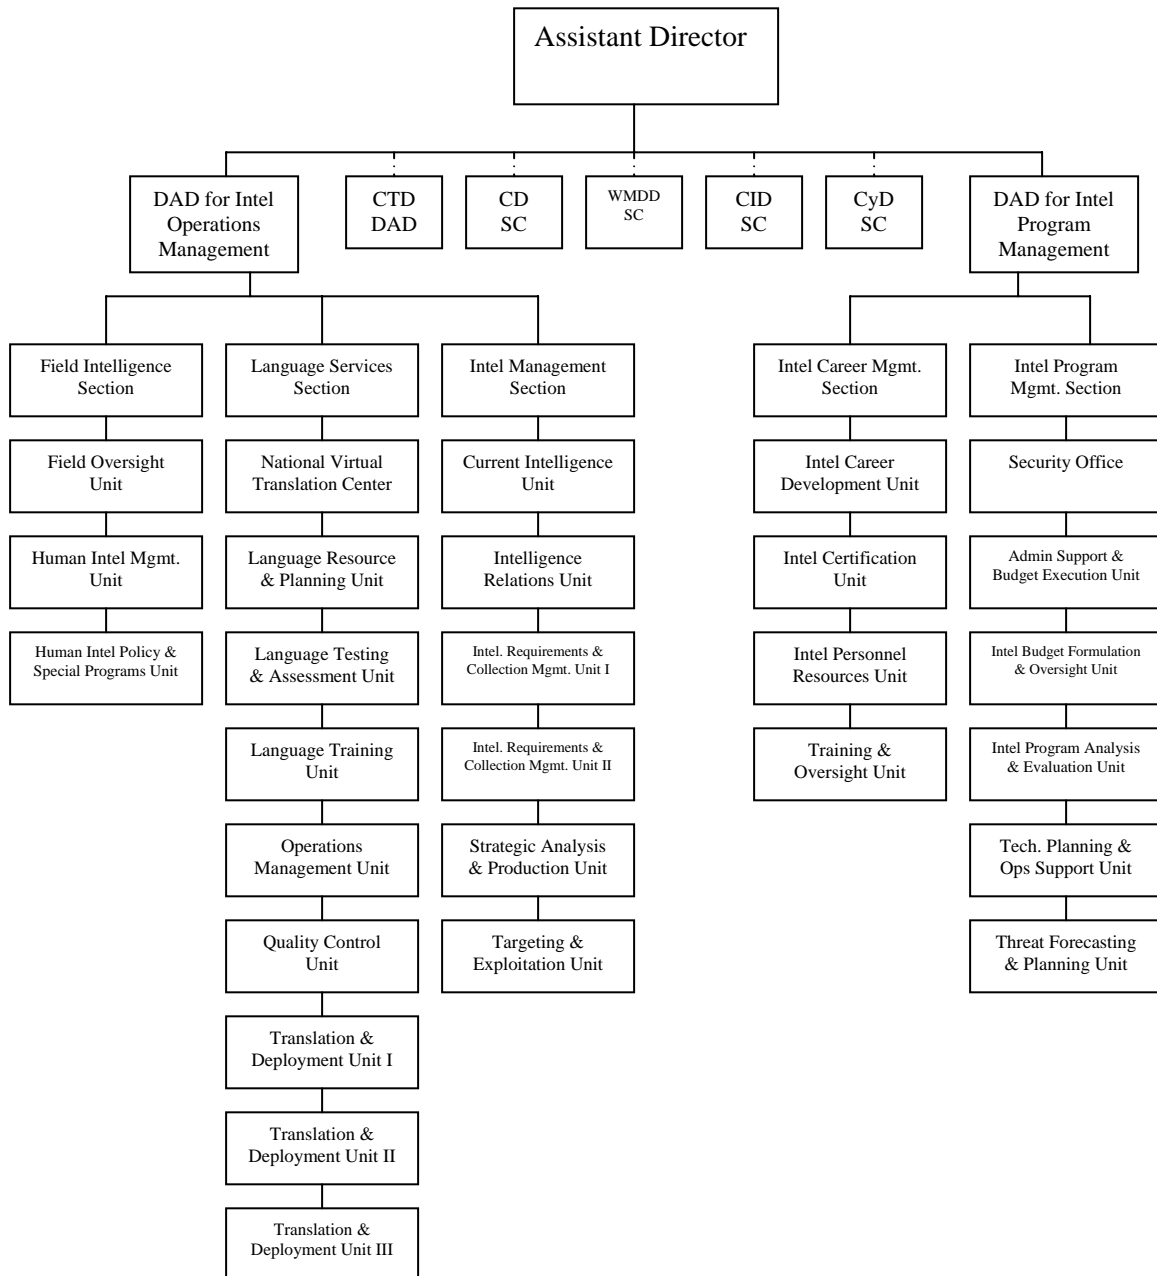 Assistant Director
DAD for Intel
Operations
Management
CTD
DAD
CD
SC
WMDD
SC
CID
SC
CyD
SC
DAD for Intel
Program
Management
Field Intelligence
Section
Language Services
Section
Intel Management
Section
Intel Career Mgmt.
Section
Intel Program
Mgmt. Section
Field Oversight
Unit
National Virtual
Translation Center
Current Intelligence
Unit
Intel Career
Development Unit
Security Office
Human Intel Mgmt.
Unit
Language Resource
& Planning Unit
Intelligence
Relations Unit
Intel Certification
Unit
Admin Support &
Budget Execution Unit
Human Intel Policy &
Special Programs Unit
Language Testing
& Assessment Unit
Intel. Requirements &
Collection Mgmt. Unit I
Intel Personnel
Resources Unit
Intel Budget Formulation
& Oversight Unit
Language Training
Unit
Intel. Requirements &
Collection Mgmt. Unit II
Training &
Oversight Unit
Intel Program Analysis
& Evaluation Unit
Operations
Management Unit
Strategic Analysis
& Production Unit
Tech. Planning &
Ops Support Unit
Quality Control
Unit
Targeting &
Exploitation Unit
Threat Forecasting
& Planning Unit
Translation &
Deployment Unit I
Translation &
Deployment Unit II
Translation &
Deployment Unit III